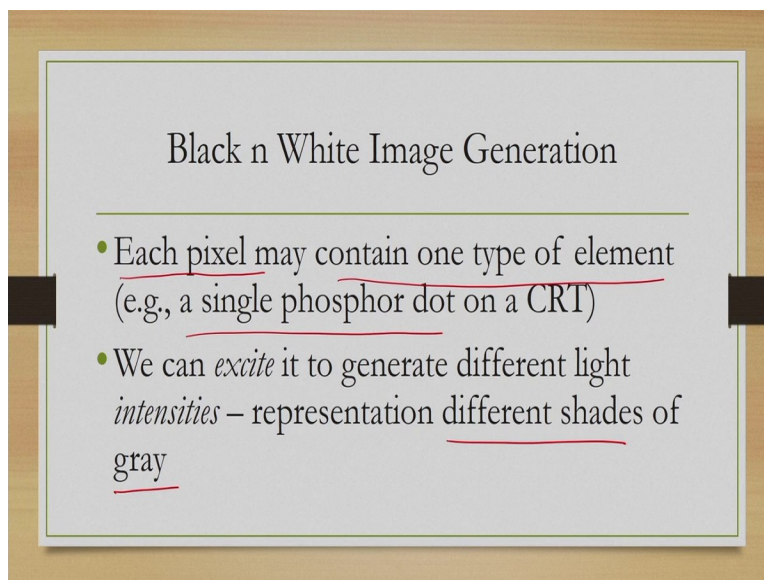 Black n White Image Generation
•Each pixel may contain one type of element
(e.g., a single phosphor dot on a CRT)
•We can excite it to generate different light
intensities – representation different shades of
gray